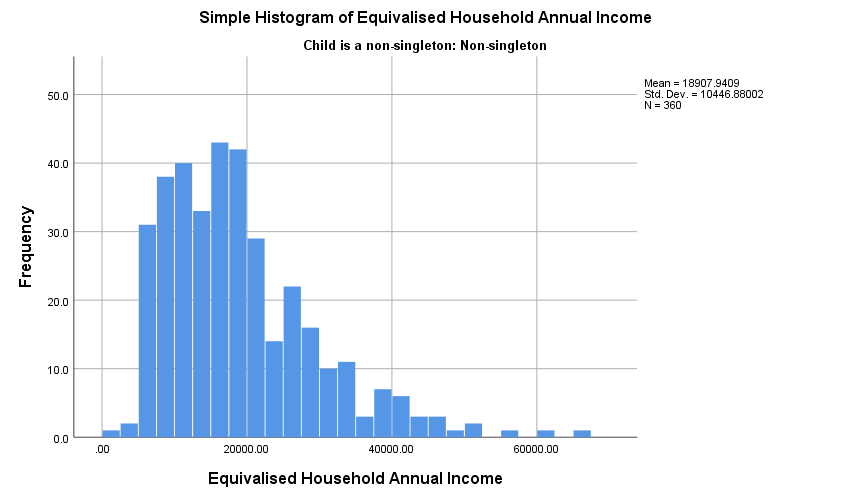 Simple Histogram of Equivalised Household Annual Income
Child is a non-singleton: Non-singleton
Mean = 18907.9409
Std. Dev. = 10446.88002
N = 360
Frequency
50.0
40.0
30.0
20.0
10.0
0.0
.00 20000.00 40000.00 60000.00
Equivalised Household Annual Income